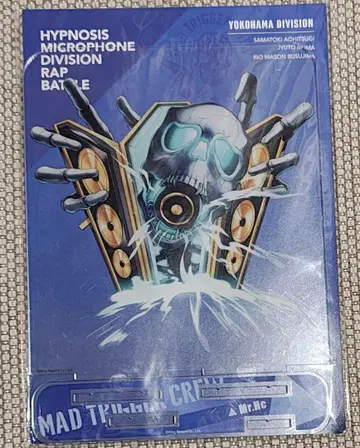 HYPNOSIS
MICROPHONE
DIVISION
RAP
BATTLE
YOKOHAMA DIVISION
SAMATOKI AOHITSUGI
JYUTO IRUMA
RIO MASON BUSUJIMA
MAD TRIGGER CREW
▲ Mr.Hc